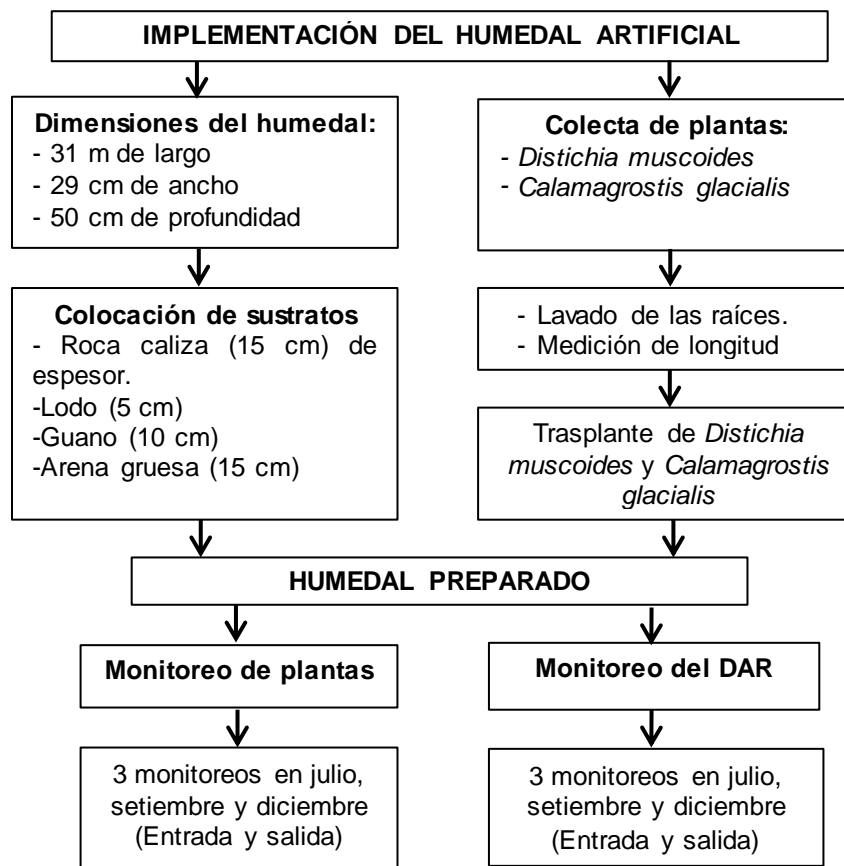 IMPLEMENTACIÓN DEL HUMEDAL ARTIFICIAL
Dimensiones del humedal:
- 31 m de largo
- 29 cm de ancho
- 50 cm de profundidad
Colecta de plantas:
- Distichia muscoides
- Calamagrostis glacialis
Colocación de sustratos
- Roca caliza (15 cm) de
espesor.
-Lodo (5 cm)
-Guano (10 cm)
-Arena gruesa (15 cm)
- Lavado de las raíces.
- Medición de longitud
Trasplante de Distichia
muscoides y Calamagrostis
glacialis
HUMEDAL PREPARADO
Monitoreo de plantas
Monitoreo del DAR
3 monitoreos en julio,
setiembre y diciembre
(Entrada y salida)
3 monitoreos en julio,
setiembre y diciembre
(Entrada y salida)